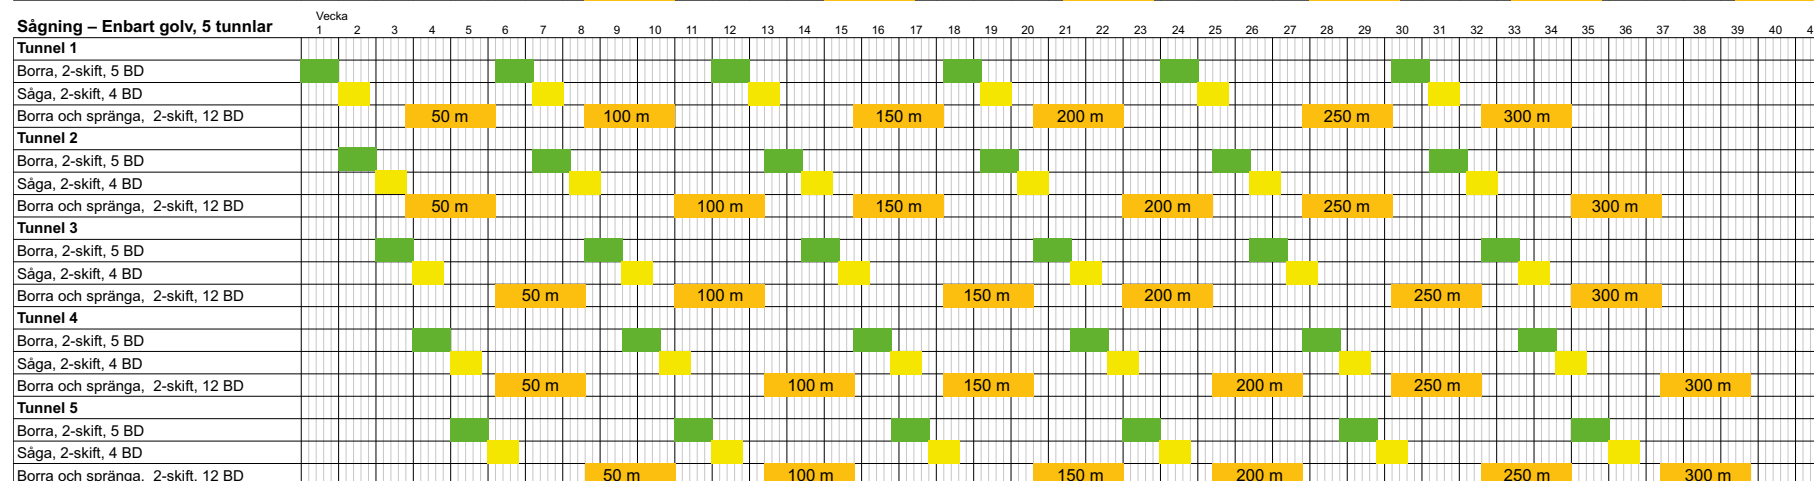 Vecka
Sågning – Enbart golv, 5 tunnlar 1 2 3 4 5 6 7 8 9 10 11 12 13 14 15 16 17 18 19 20 21 22 23 24 25 26 27 28 29 30 31 32 33 34 35 36 37 38 39 40
Tunnel 1
Borra, 2-skift, 5 BD
Såga, 2-skift, 4 BD
Borra och spränga, 2-skift, 12 BD 50 m 100 m 150 m 200 m 250 m 300 m
Tunnel 2
Borra, 2-skift, 5 BD
Såga, 2-skift, 4 BD
Borra och spränga, 2-skift, 12 BD 50 m 100 m 150 m 200 m 250 m 300 m
Tunnel 3
Borra, 2-skift, 5 BD
Såga, 2-skift, 4 BD
Borra och spränga, 2-skift, 12 BD 50 m 100 m 150 m 200 m 250 m 300 m
Tunnel 4
Borra, 2-skift, 5 BD
Såga, 2-skift, 4 BD
Borra och spränga, 2-skift, 12 BD 50 m 100 m 150 m 200 m 250 m 300 m
Tunnel 5
Borra, 2-skift, 5 BD
Såga, 2-skift, 4 BD
Borra och spränga, 2-skift, 12 BD 50 m 100 m 150 m 200 m 250 m 300 m